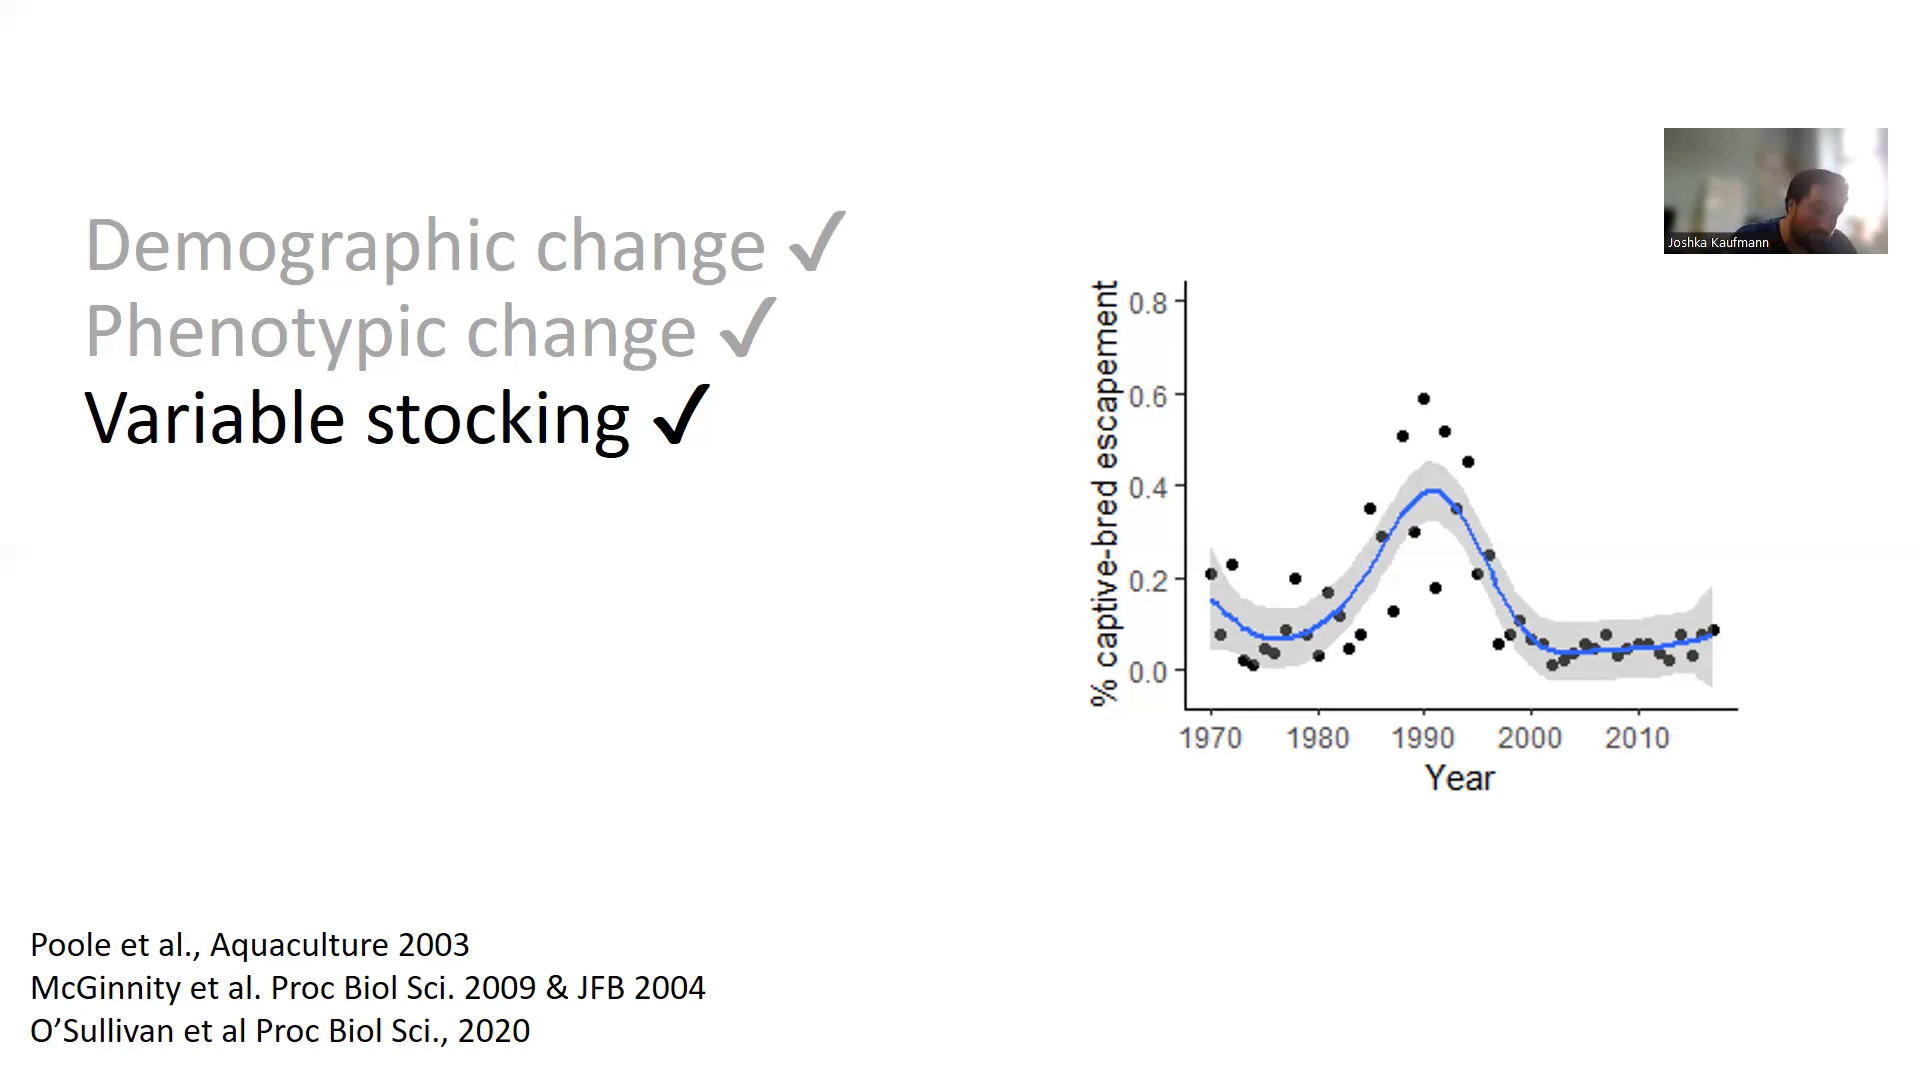 Demographic change ✓
Phenotypic change ✓
Variable stocking ✓
Joshka Kaufmann
% captive-bred escapement
0.8
0.6
0.4
0.2
0.0
1970 1980 1990 2000 2010
Year
Poole et al., Aquaculture 2003
McGinnity et al. Proc Biol Sci. 2009 & JFB 2004
O’Sullivan et al Proc Biol Sci., 2020